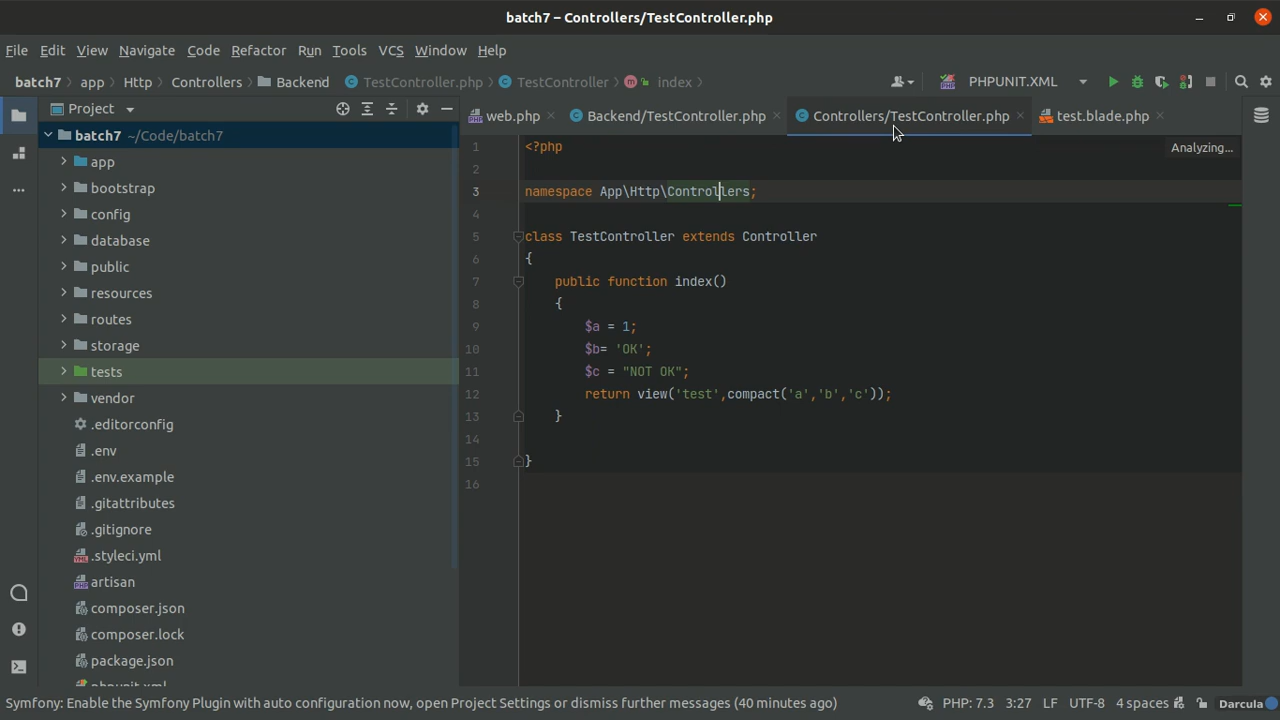 batch7 – Controllers/TestController.php
File Edit View Navigate Code Refactor Run Tools VCS Window Help
batch7 app Http Controllers Backend TestController.php TestController index PHPUNIT.XML
Project
web.php Backend/TestController.php Controllers/TestController.php test.blade.php
Analyzing...
batch7 ~/Code/batch7
app
bootstrap
config
database
public
resources
routes
storage
tests
vendor
.editorconfig
.env
.env.example
.gitattributes
.gitignore
.styleci.yml
artisan
composer.json
composer.lock
package.json
phpunit.xml
1 <?php
2
3 namespace App\Http\Controllers;
4
5 class TestController extends Controller
6 {
7 public function index()
8 {
9 $a = 1;
10 $b= 'OK';
11 $c = "NOT OK";
12 return view('test',compact('a','b','c'));
13 }
14
15 }
16
Symfony: Enable the Symfony Plugin with auto configuration now, open Project Settings or dismiss further messages (40 minutes ago) PHP: 7.3 3:27 LF UTF-8 4 spaces Darcula